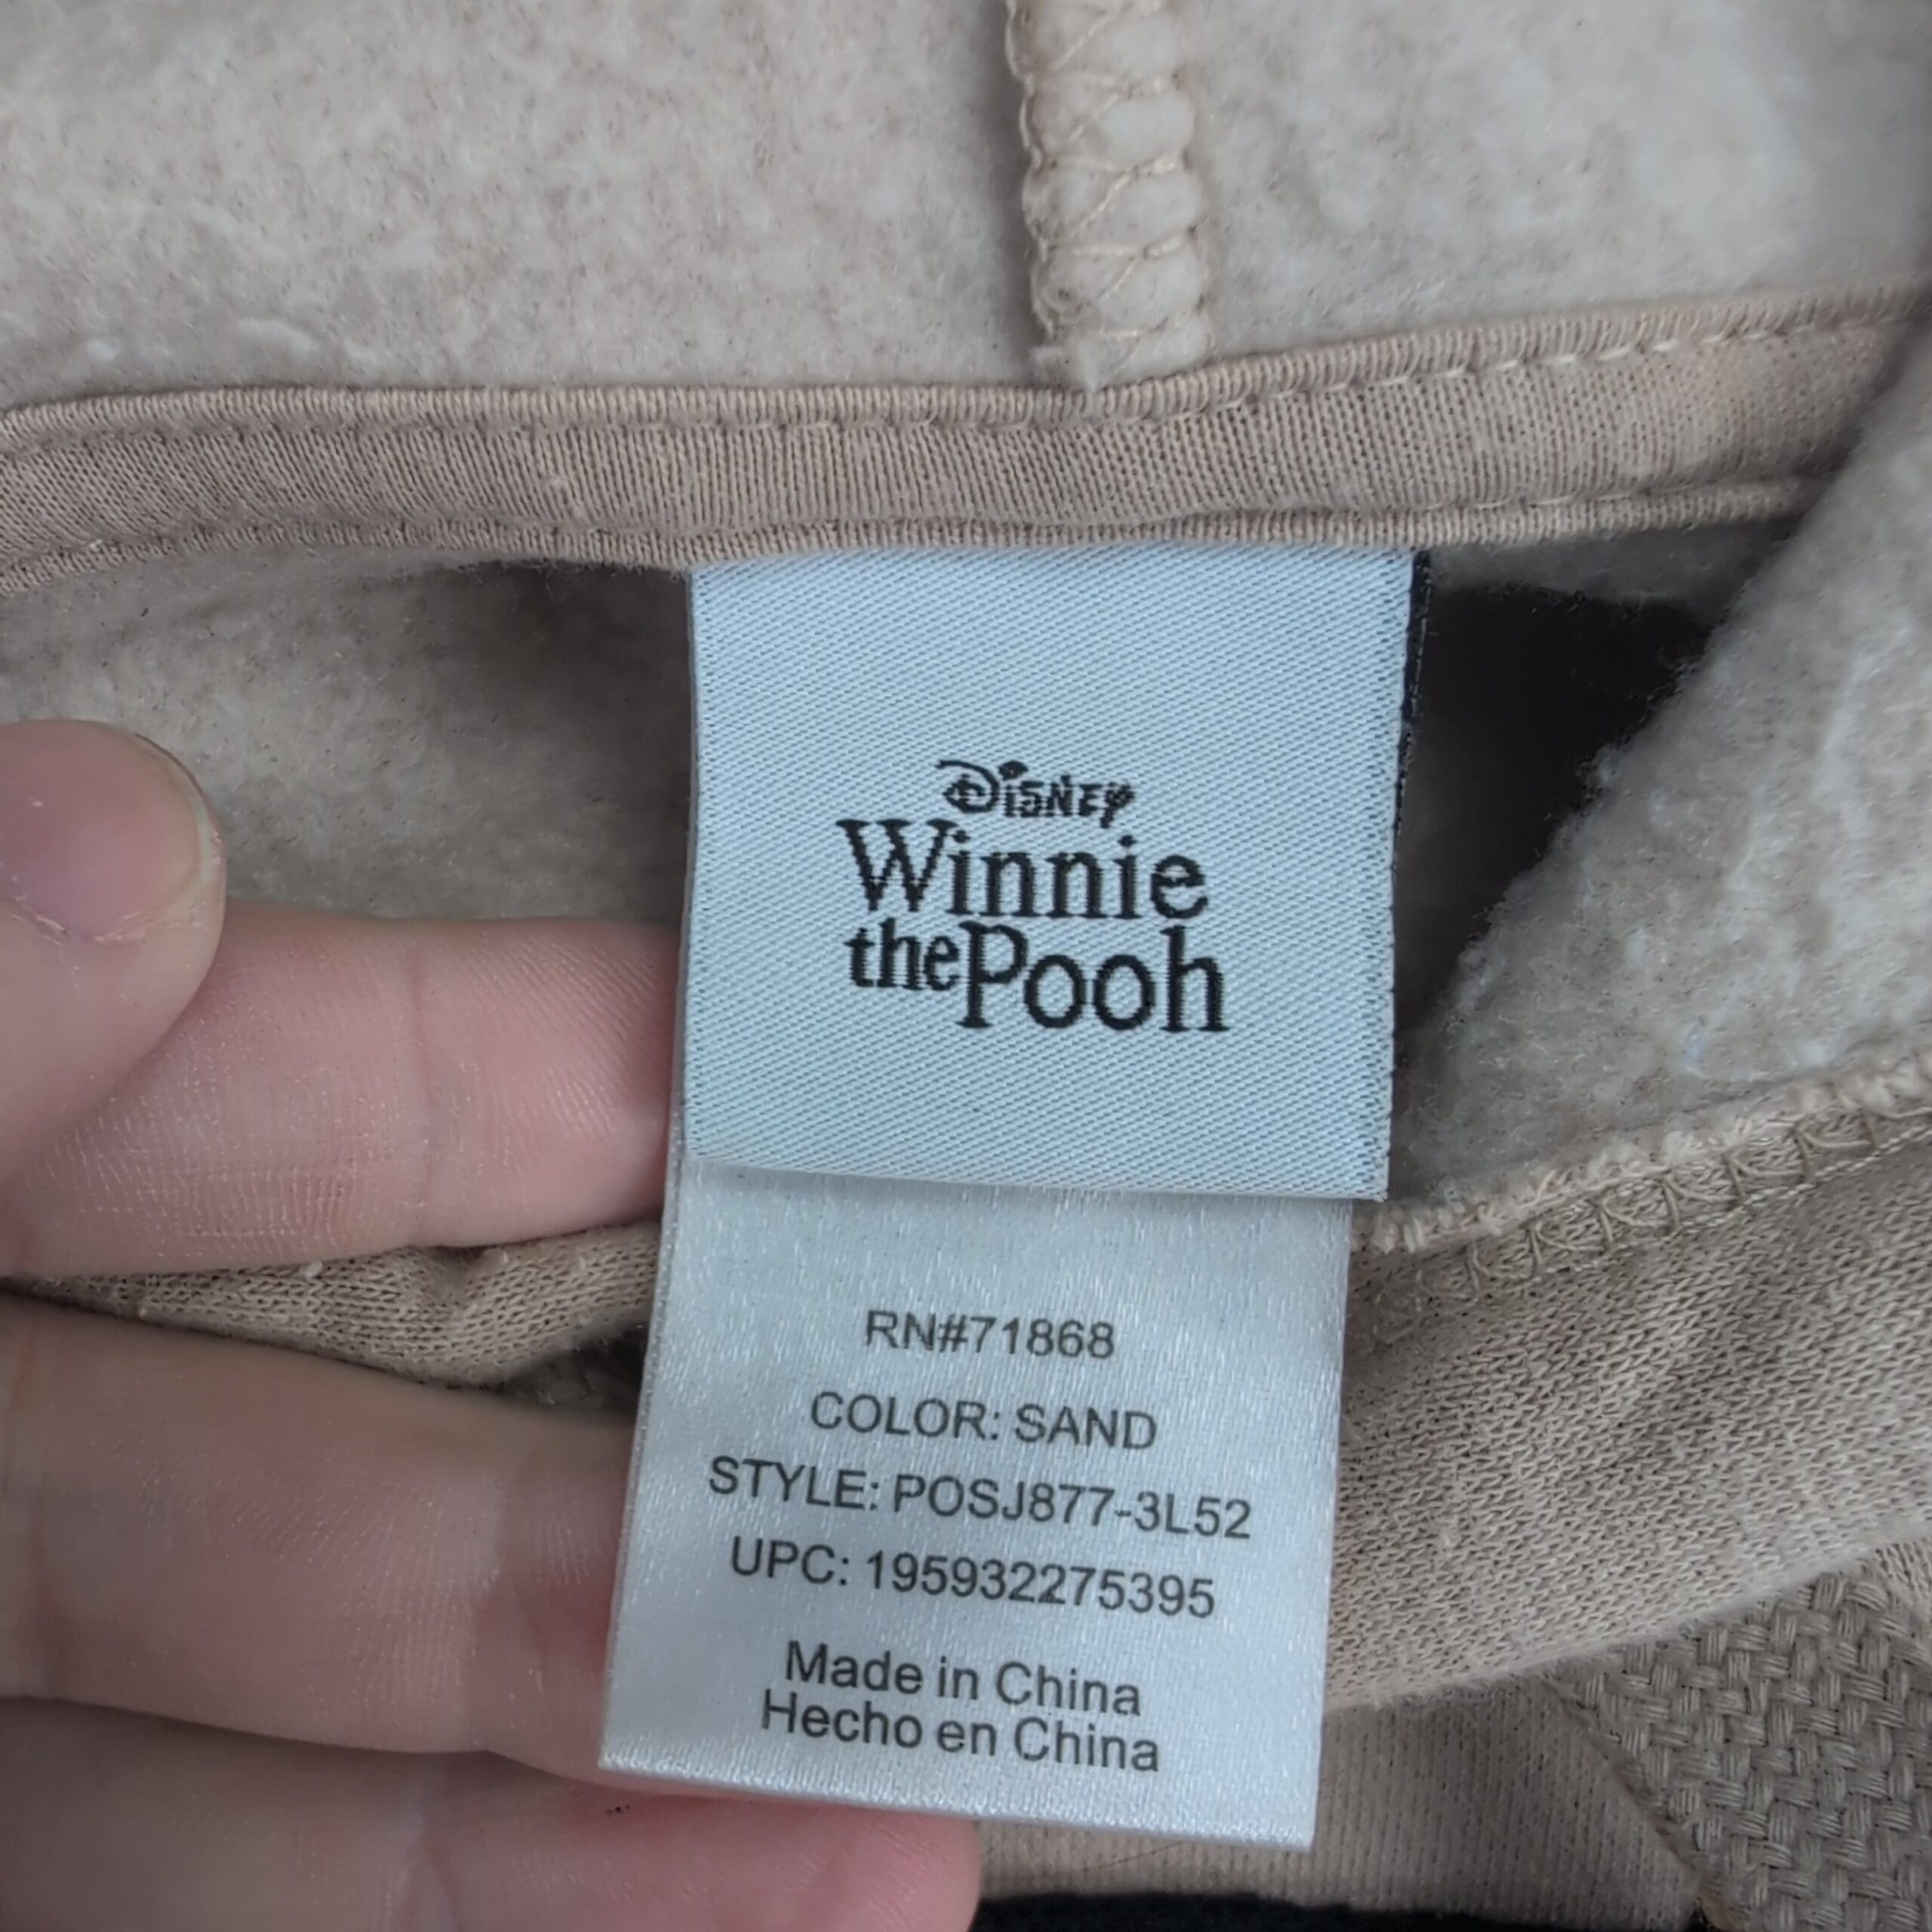 Disney
Winnie
the Pooh
RN#71868
COLOR: SAND
STYLE: POSJ877-3L52
UPC: 195932275395
Made in China
Hecho en China